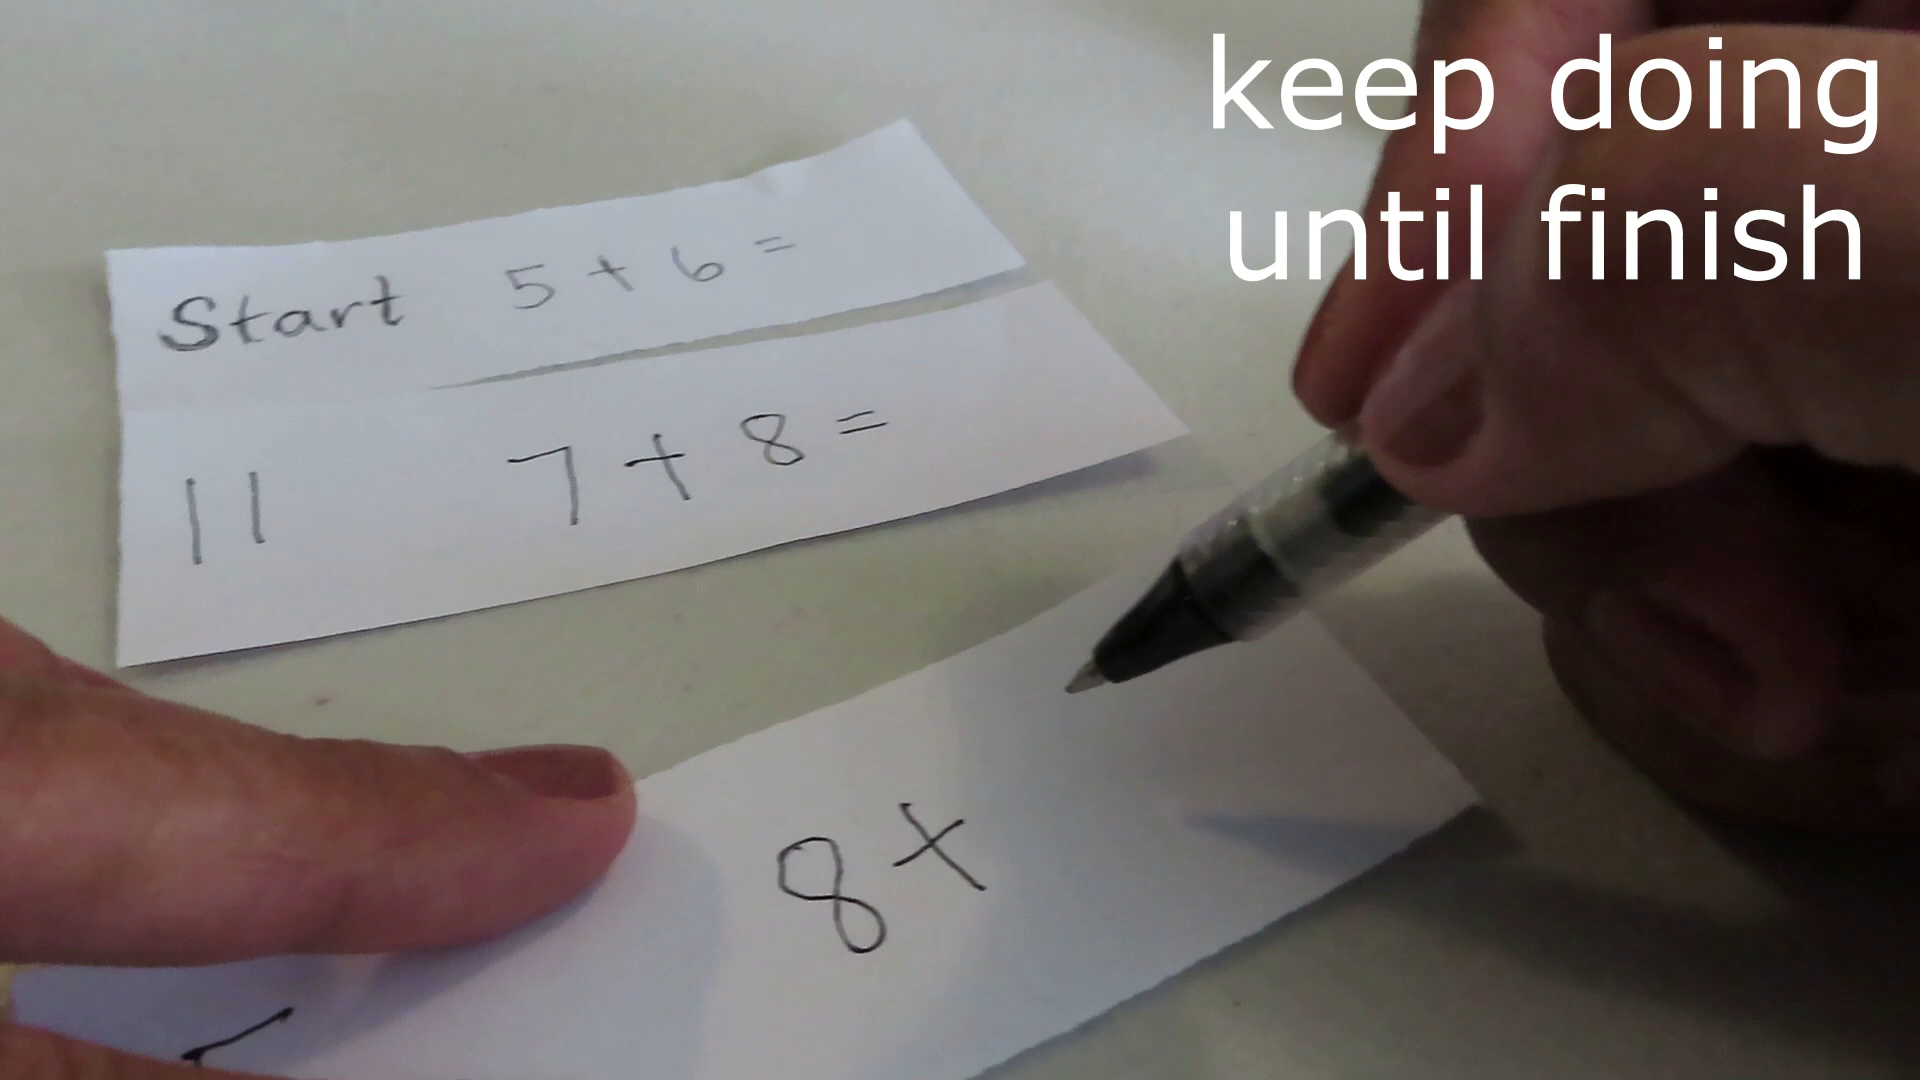 keep doing
until finish
Start 5 + 6 =
11 7 + 8 =
8 +